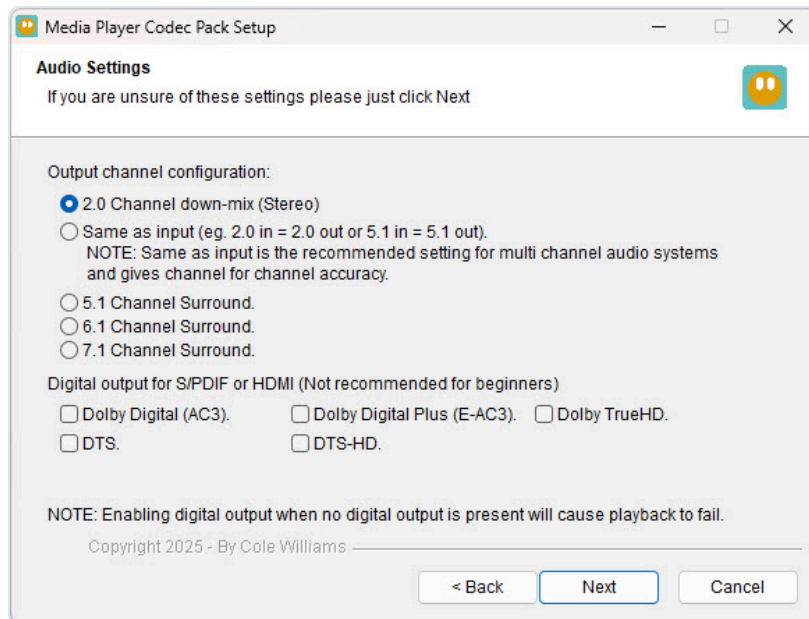 Media Player Codec Pack Setup
Audio Settings
If you are unsure of these settings please just click Next
Output channel configuration:
2.0 Channel down-mix (Stereo)
Same as input (eg. 2.0 in = 2.0 out or 5.1 in = 5.1 out).
NOTE: Same as input is the recommended setting for multi channel audio systems
and gives channel for channel accuracy.
5.1 Channel Surround.
6.1 Channel Surround.
7.1 Channel Surround.
Digital output for S/PDIF or HDMI (Not recommended for beginners)
Dolby Digital (AC3). Dolby Digital Plus (E-AC3). Dolby TrueHD.
DTS. DTS-HD.
NOTE: Enabling digital output when no digital output is present will cause playback to fail.
Copyright 2025 - By Cole Williams
< Back Next Cancel